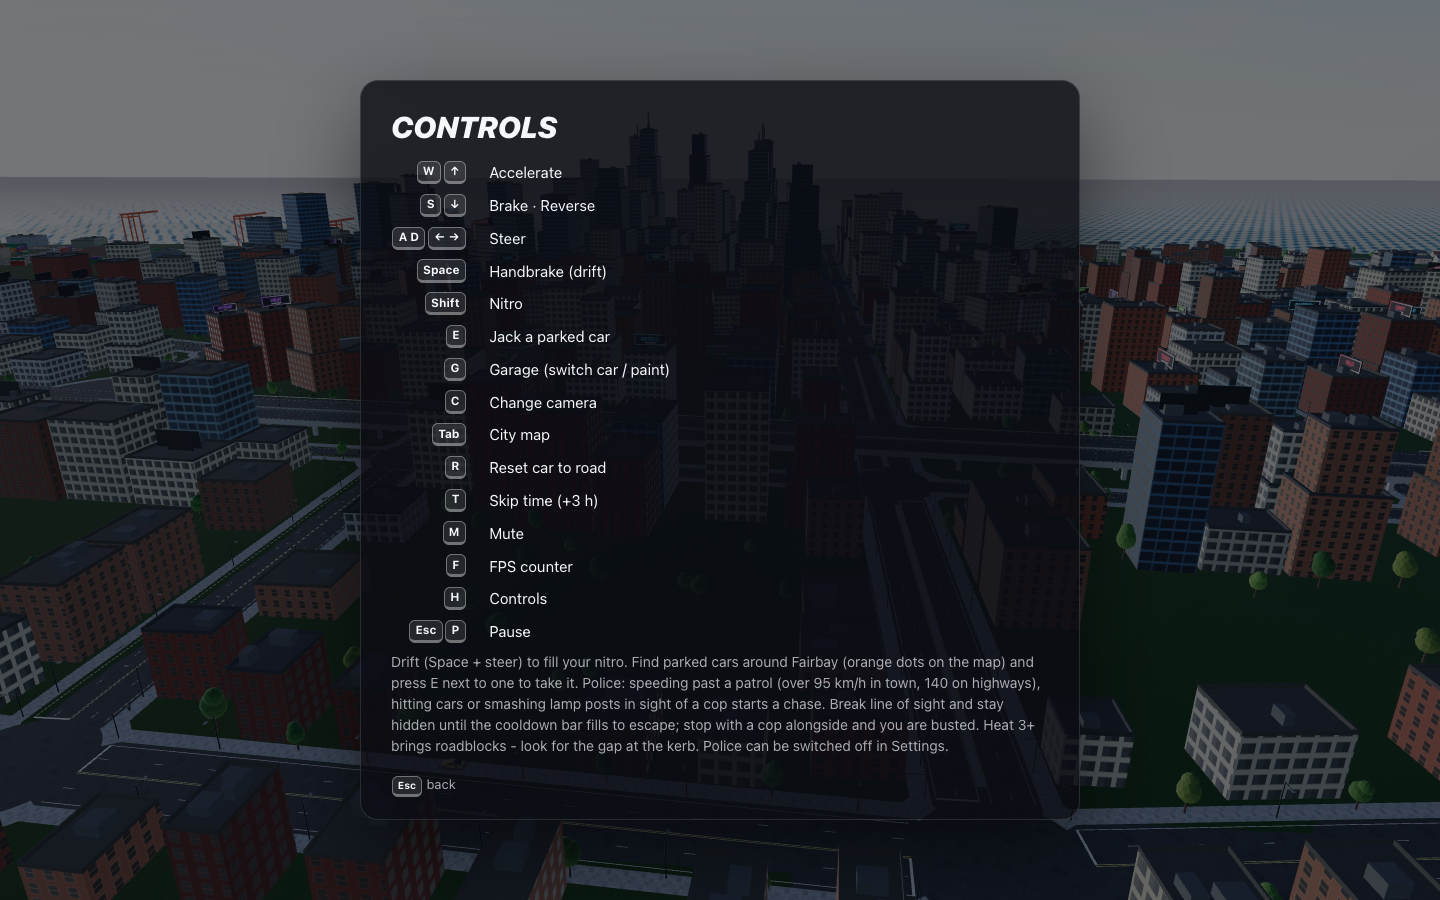 CONTROLS
W ↑ Accelerate
S ↓ Brake · Reverse
A D ← → Steer
Space Handbrake (drift)
Shift Nitro
E Jack a parked car
G Garage (switch car / paint)
C Change camera
Tab City map
R Reset car to road
T Skip time (+3 h)
M Mute
F FPS counter
H Controls
Esc P Pause
Drift (Space + steer) to fill your nitro. Find parked cars around Fairbay (orange dots on the map) and
press E next to one to take it. Police: speeding past a patrol (over 95 km/h in town, 140 on highways),
hitting cars or smashing lamp posts in sight of a cop starts a chase. Break line of sight and stay
hidden until the cooldown bar fills to escape; stop with a cop alongside and you are busted. Heat 3+
brings roadblocks - look for the gap at the kerb. Police can be switched off in Settings.
Esc back